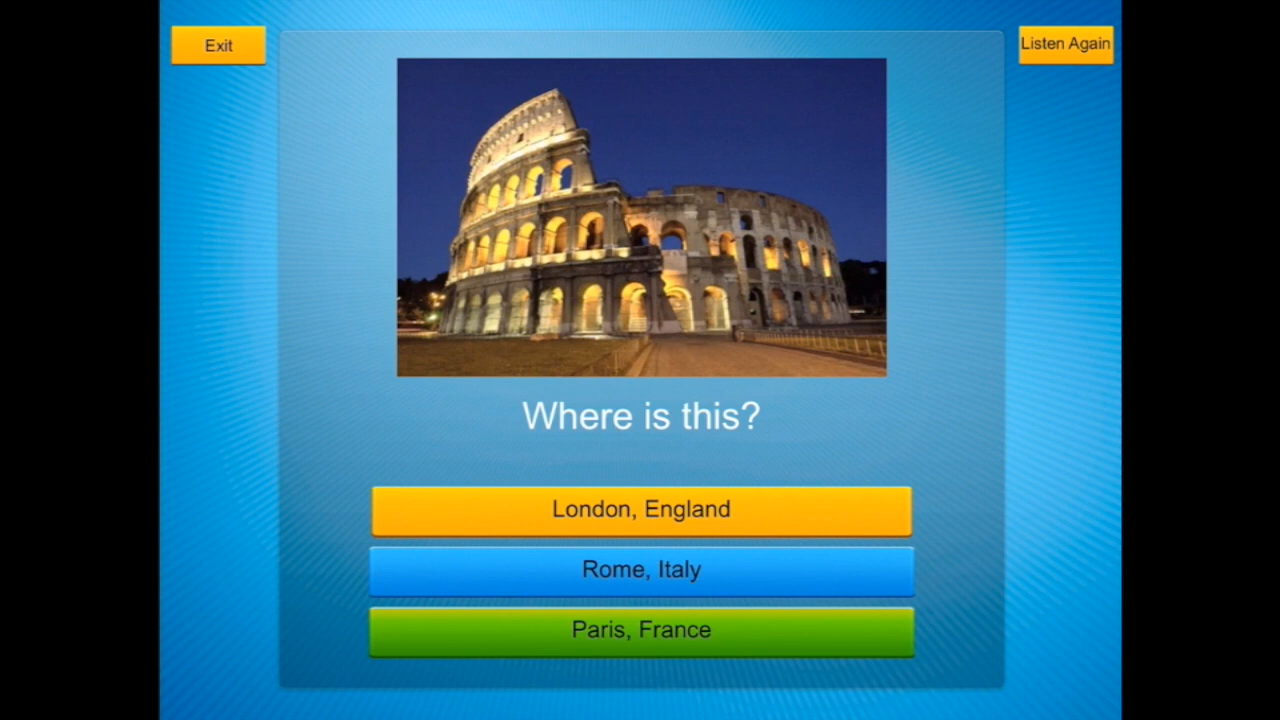 Exit
Listen Again
Where is this?
London, England
Rome, Italy
Paris, France